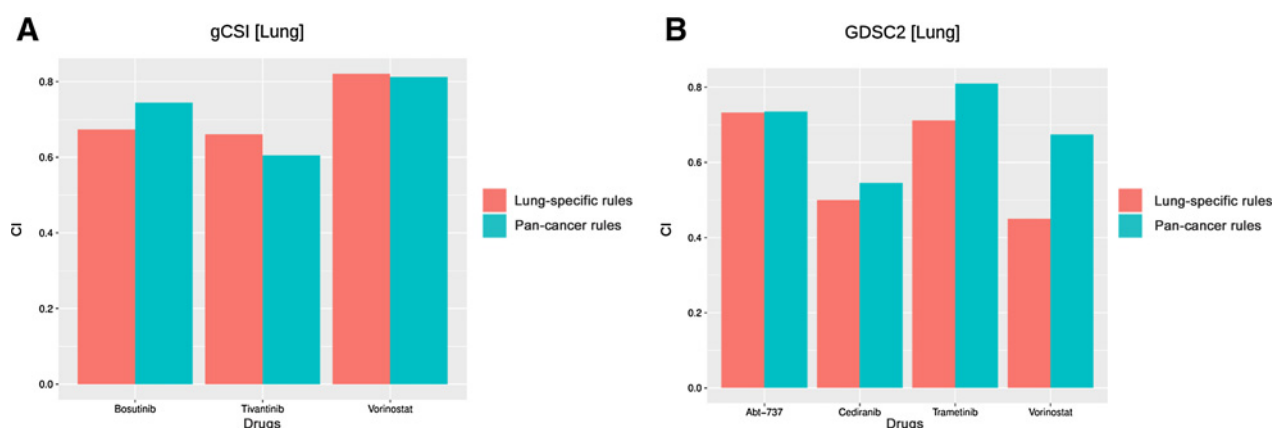 A
gCSI [Lung]
CI
0.8
0.6
0.4
0.2
0.0
Bosutinib
Tivantinib
Vorinostat
Drugs
Lung-specific rules
Pan-cancer rules
B
GDSC2 [Lung]
CI
0.8
0.6
0.4
0.2
0.0
Abt-737
Cediranib
Trametinib
Vorinostat
Drugs
Lung-specific rules
Pan-cancer rules